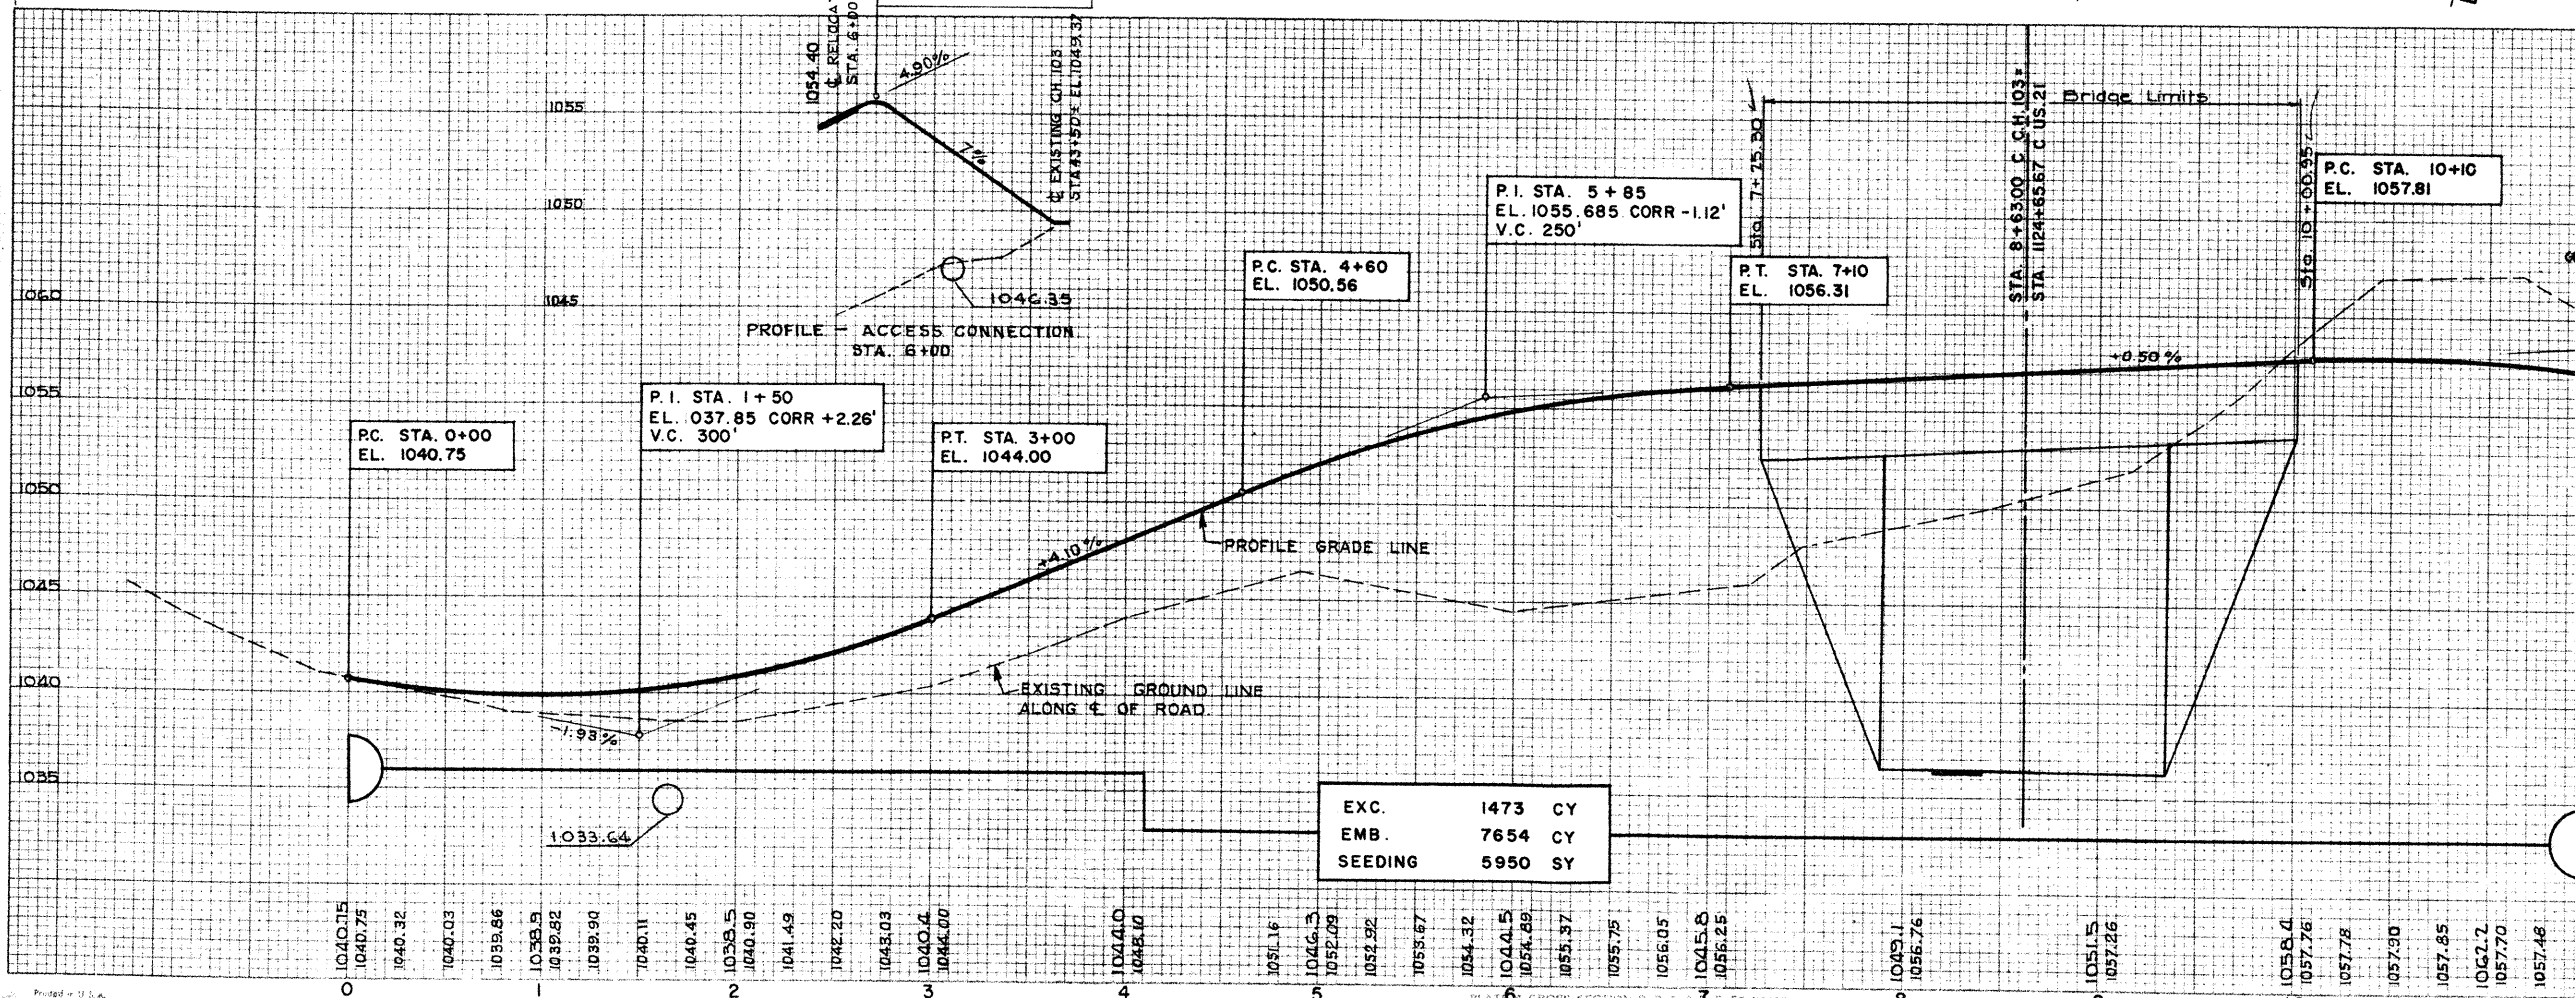 1054.40
℄ RELOCAT
STA. 6+00
4.90%
7%
℄ EXISTING CH.103
STA.43+50= EL.1049.37
1055
1050
1045
1046.35
PROFILE - ACCESS CONNECTION
STA. 6+00
1060
1055
1050
1045
1040
1035
P.C. STA. 0+00
EL. 1040.75
P.I. STA. 1+50
EL. 037.85 CORR +2.26'
V.C. 300'
P.T. STA. 3+00
EL. 1044.00
P.C. STA. 4+60
EL. 1050.56
P.I. STA. 5+85
EL. 1055.685 CORR -1.12'
V.C. 250'
P.T. STA. 7+10
EL. 1056.31
Sta. 7+25.30
STA. 8+63.00 C C.H.103=
STA. 1124+65.67 C US.21
Bridge Limits
Sta. 10+00.95
P.C. STA. 10+10
EL. 1057.81
+0.50%
+4.10%
-1.93%
PROFILE GRADE LINE
EXISTING GROUND LINE
ALONG ℄ OF ROAD
1033.64
EXC. 1473 CY
EMB. 7654 CY
SEEDING 5950 SY
1040.75
1040.75
1040.32
1040.03
1039.86
1038.9
1039.82
1039.90
1040.11
1040.45
1038.5
1040.90
1041.49
1042.20
1043.03
1040.4
1044.00
1044.0
1048.10
1051.16
1046.3
1052.09
1052.92
1053.67
1054.32
1044.5
1054.89
1055.37
1055.75
1056.05
1045.8
1056.25
1049.1
1056.76
1051.5
1057.26
1058.4
1057.76
1057.78
1057.90
1057.85
1062.2
1057.70
1057.48
0 1 2 3 4 5 6 7
Printed in U.S.A.